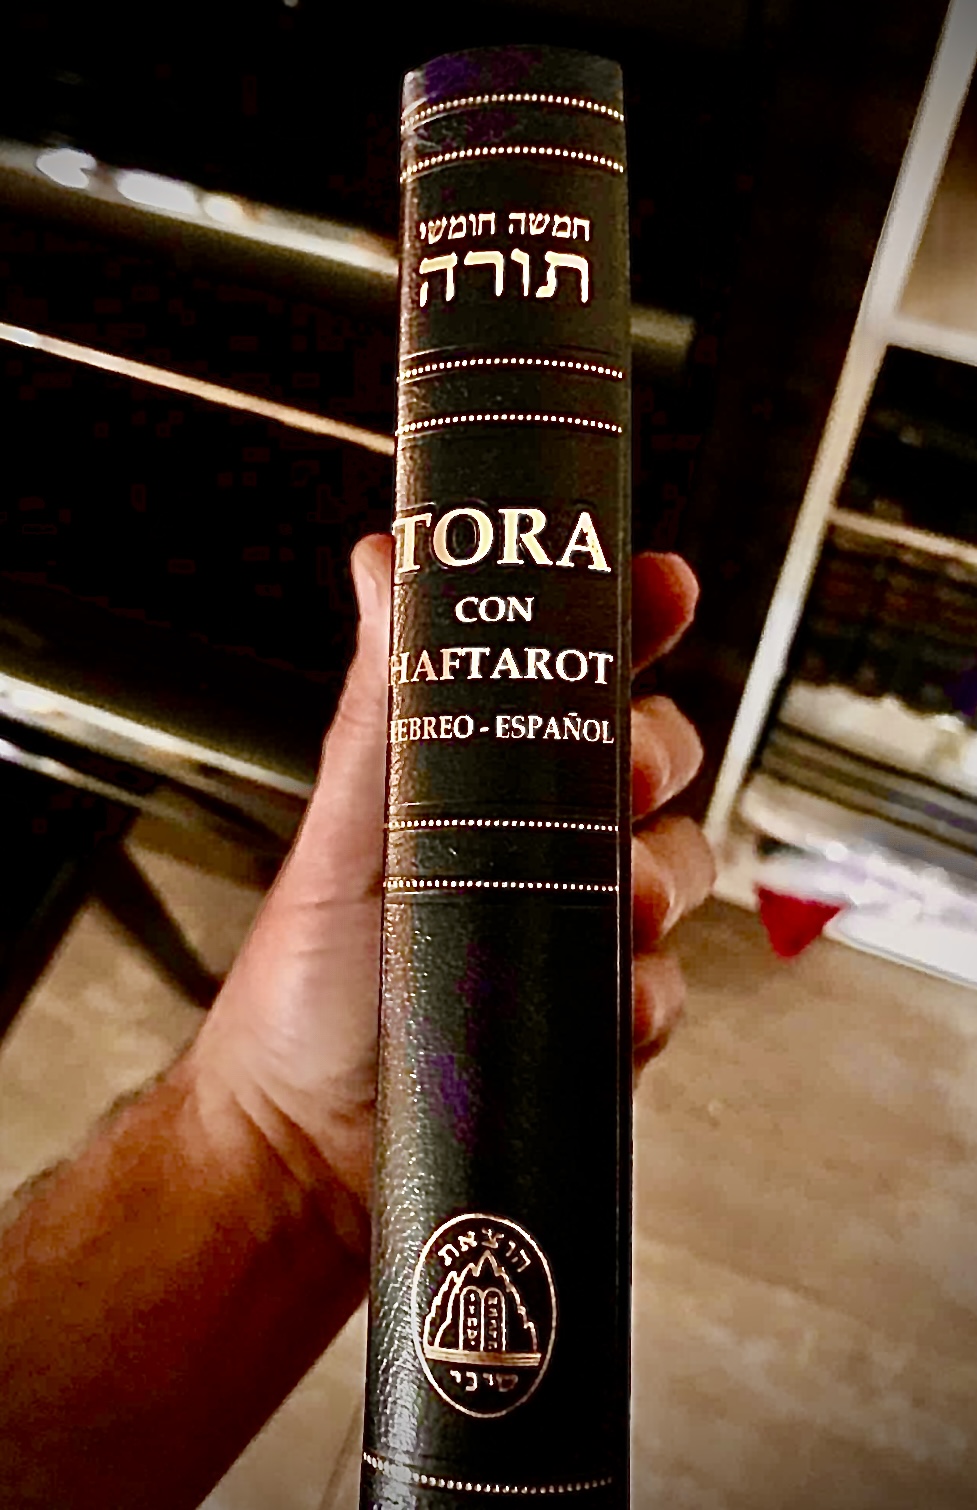 חמשה חומשי
תורה
TORA
CON
HAFTAROT
HEBREO - ESPAÑOL
הוצאת
סיני